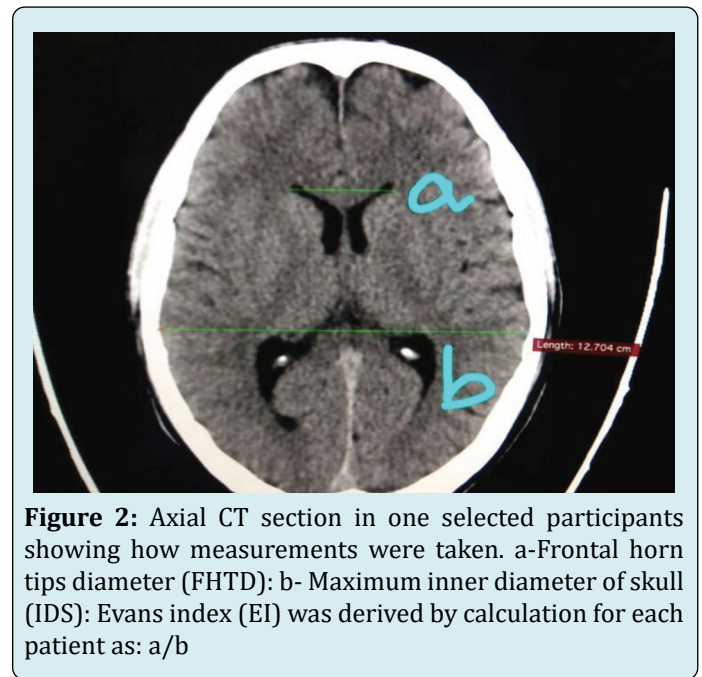 a
Length: 12.704 cm
b
Figure 2: Axial CT section in one selected participants
showing how measurements were taken. a-Frontal horn
tips diameter (FHTD): b- Maximum inner diameter of skull
(IDS): Evans index (EI) was derived by calculation for each
patient as: a/b